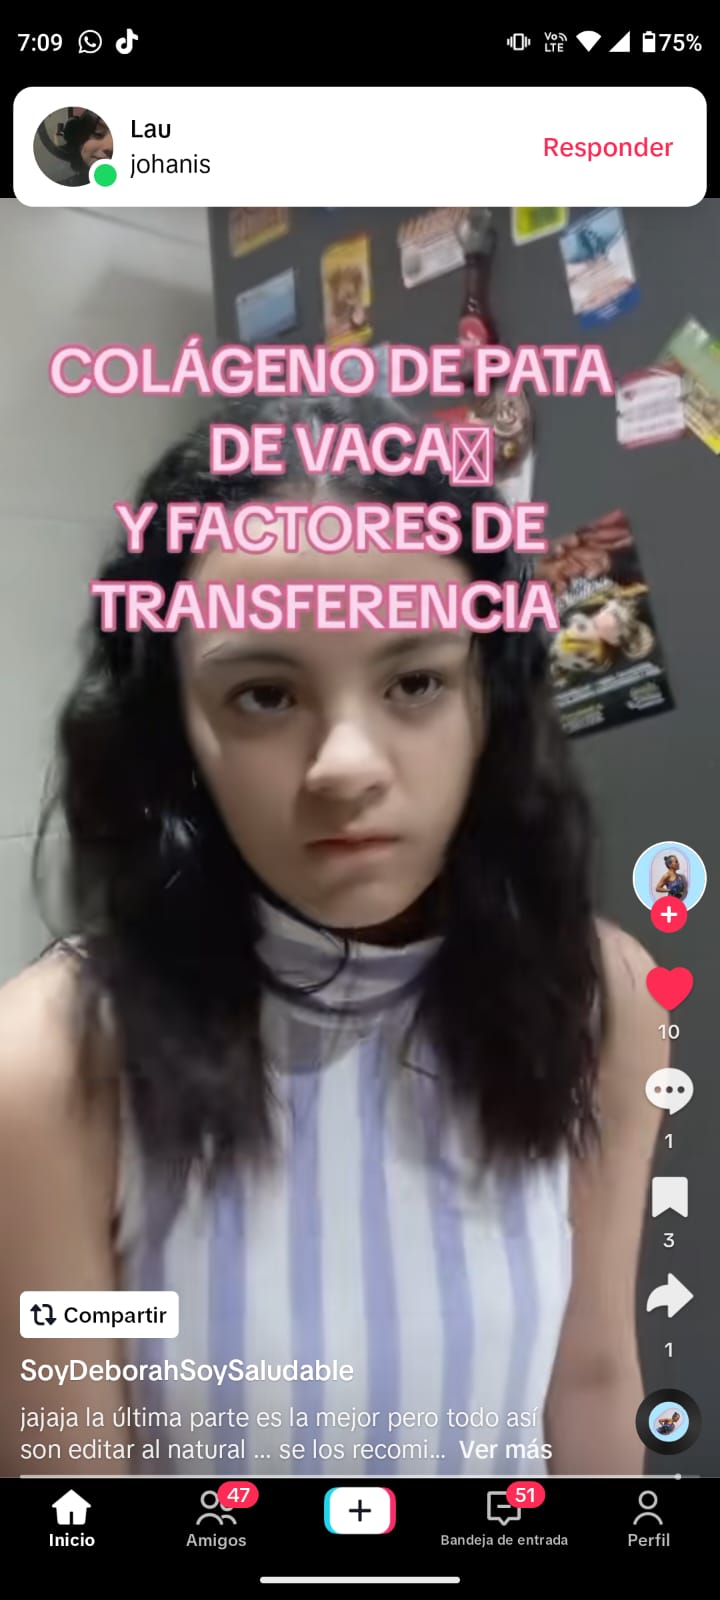 7:09
Vo
LTE
75%
Lau
johanis
Responder
COLÁGENO DE PATA
DE VACA
Y FACTORES DE
TRANSFERENCIA
10
1
3
1
Compartir
SoyDeborahSoySaludable
jajaja la última parte es la mejor pero todo así
son editar al natural ... se los recomi... Ver más
47
51
Inicio
Amigos
Bandeja de entrada
Perfil